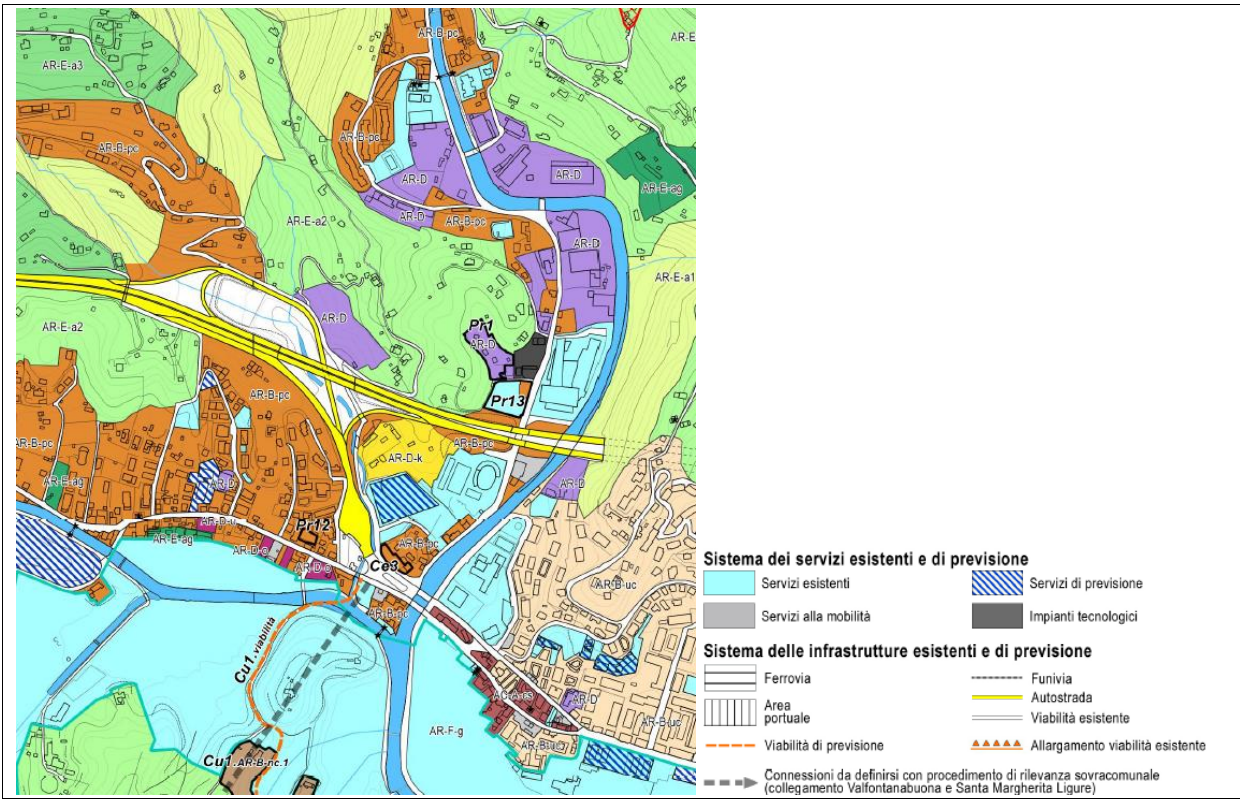 AR-B-pc
AR-E
AR-E-a3
AR-B-pc
AR-B-pc
AR-D
AR-D
AR-E-ag
AR-D
AR-B-pc
AR-E-a2
AR-D
AR-E-a1
AR-D
Pr1
AR-E-a2
AR-D
Pr13
AR-B-pc
AR-B-pc
AR-B-pc
AR-D-k
AR-E-ag
AR-D
AR-D
AR-D-u
Pr12
AR-E-ag
AR-D-c
AR-B-pc
AR-D-c
Ce3
AR-B-uc
AR-B-pc
Cu1.viabilità
AR-D
AR-F-g
AR-B-uc
AR-B-uc
Cu1.AR-B-nc.1
Sistema dei servizi esistenti e di previsione
Servizi esistenti
Servizi di previsione
Servizi alla mobilità
Impianti tecnologici
Sistema delle infrastrutture esistenti e di previsione
Ferrovia
Funivia
Autostrada
Area
portuale
Viabilità esistente
Viabilità di previsione
Allargamento viabilità esistente
Connessioni da definirsi con procedimento di rilevanza sovracomunale
(collegamento Valfontanabuona e Santa Margherita Ligure)